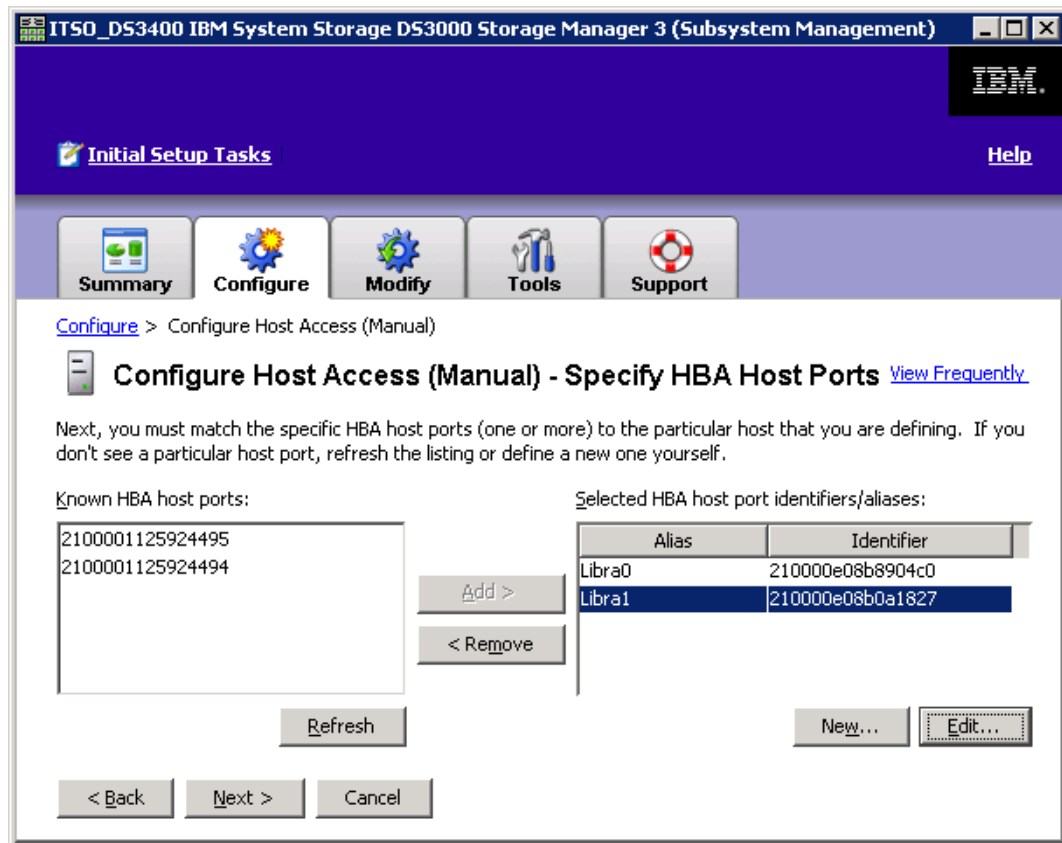 ITSO_DS3400 IBM System Storage DS3000 Storage Manager 3 (Subsystem Management)
IBM.
Initial Setup Tasks
Help
Summary
Configure
Modify
Tools
Support
Configure > Configure Host Access (Manual)
Configure Host Access (Manual) - Specify HBA Host Ports
View Frequently
Next, you must match the specific HBA host ports (one or more) to the particular host that you are defining. If you
don't see a particular host port, refresh the listing or define a new one yourself.
Known HBA host ports:
2100001125924495
2100001125924494
Add >
< Remove
Refresh
Selected HBA host port identifiers/aliases:
Alias Identifier
Libra0 210000e08b8904c0
Libra1 210000e08b0a1827
New...
Edit...
< Back
Next >
Cancel